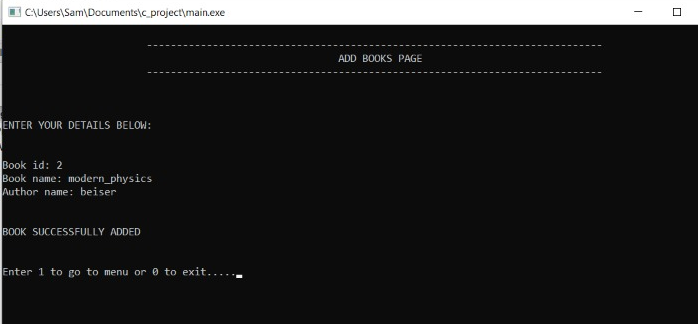 C:\Users\Sam\Documents\c_project\main.exe
---------------------------------------------------------------------------
ADD BOOKS PAGE
---------------------------------------------------------------------------
ENTER YOUR DETAILS BELOW:
Book id: 2
Book name: modern_physics
Author name: beiser
BOOK SUCCESSFULLY ADDED
Enter 1 to go to menu or 0 to exit.....